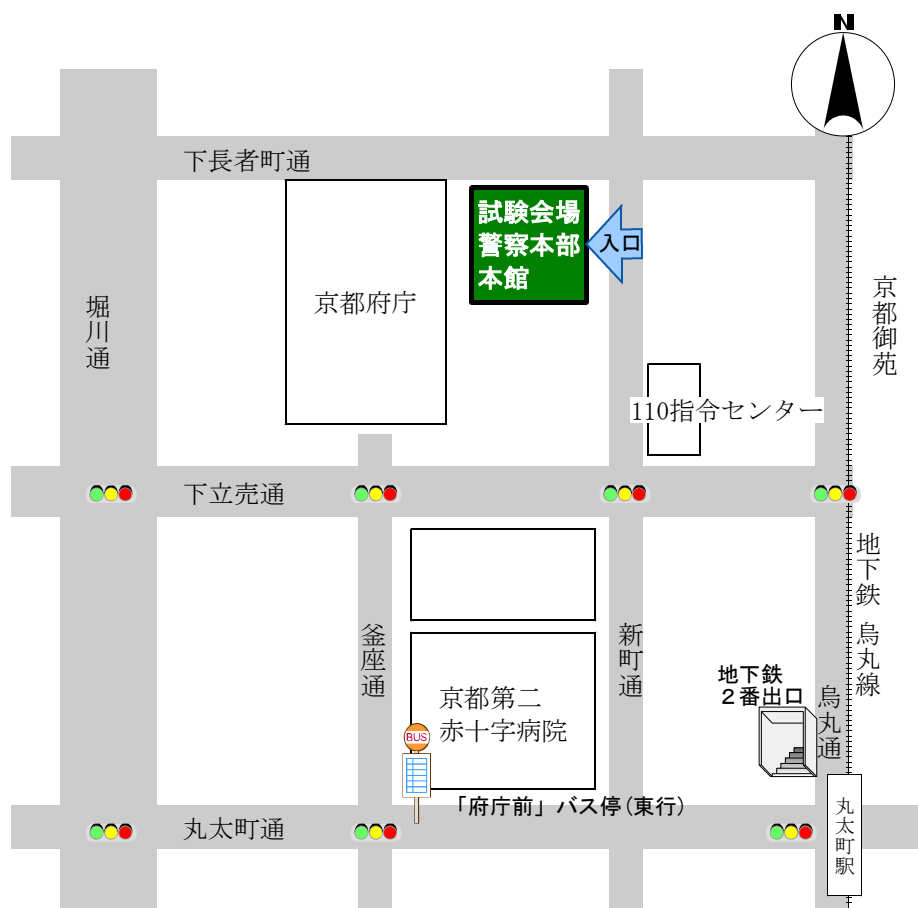 N
下長者町通
試験会場
警察本部
本館
入口
京都府庁
堀川通
京都御苑
110指令センター
下立売通
地下鉄 烏丸線
釜座通
新町通
地下鉄
2番出口
烏丸通
京都第二
赤十字病院
BUS
「府庁前」バス停(東行)
丸太町通
丸太町駅